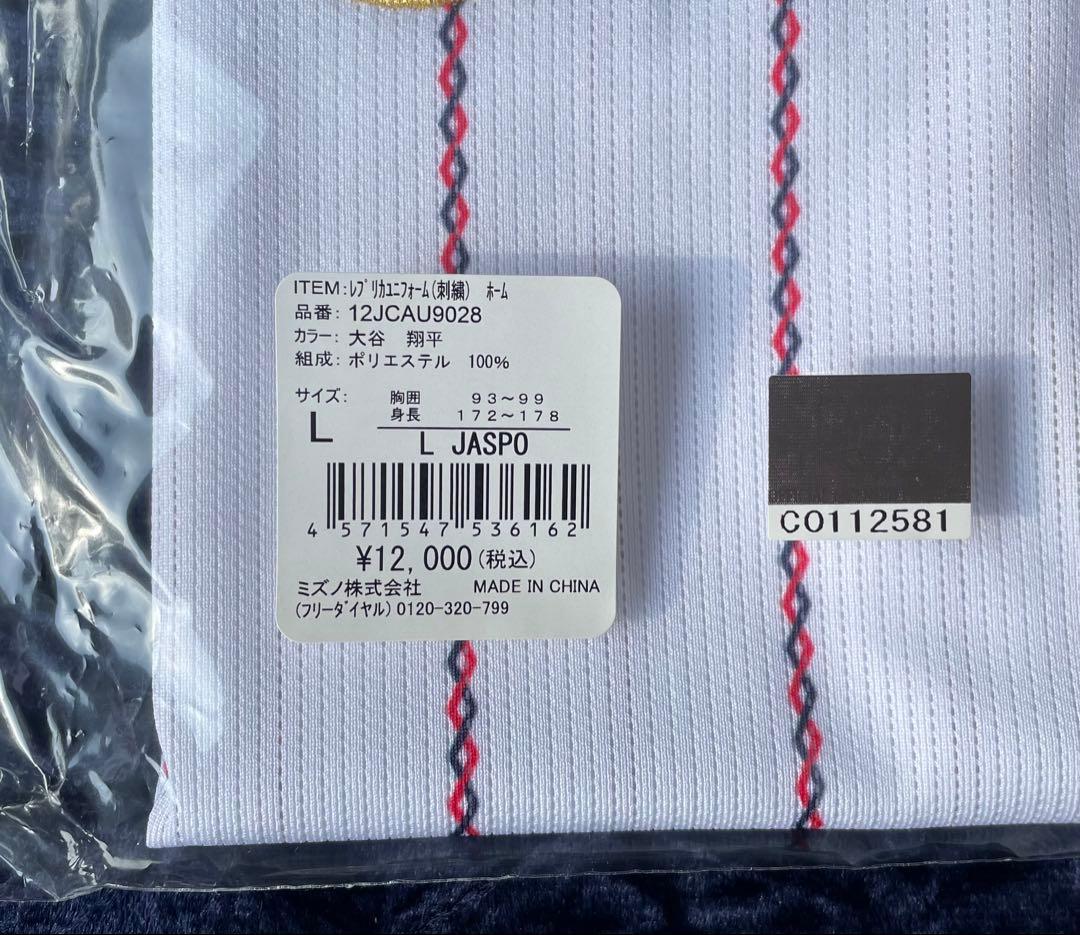 ITEM:ﾚﾌﾟﾘｶﾕﾆﾌｫｰﾑ(刺繍) ﾎｰﾑ
品番: 12JCAU9028
ｶﾗｰ: 大谷 翔平
組成: ポリエステル 100%
サイズ: 胸囲 93~99
身長 172~178
L
L JASPO
4 571547 536162
¥12,000(税込)
ミズノ株式会社 MADE IN CHINA
(ﾌﾘｰﾀﾞｲﾔﾙ) 0120-320-799
CO112581